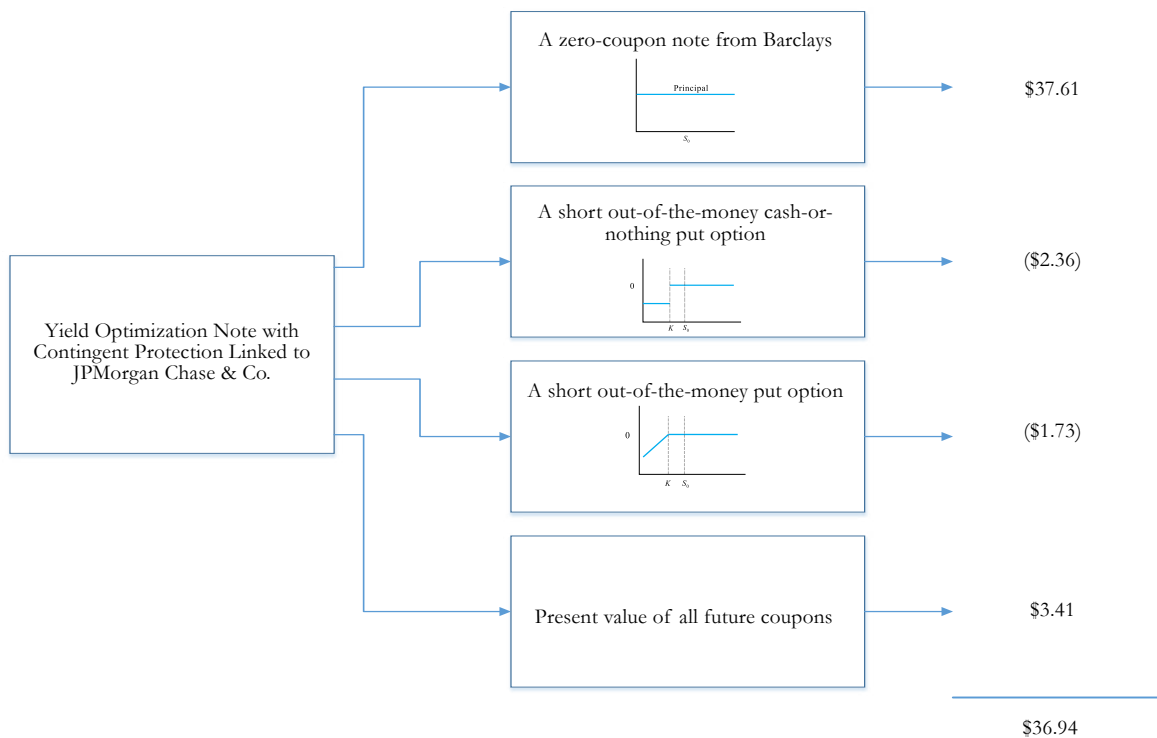 A zero-coupon note from Barclays
Principal
S₀
$37.61
A short out-of-the-money cash-or-
nothing put option
0
K S₀
($2.36)
Yield Optimization Note with
Contingent Protection Linked to
JPMorgan Chase & Co.
A short out-of-the-money put option
0
K S₀
($1.73)
Present value of all future coupons
$3.41
$36.94